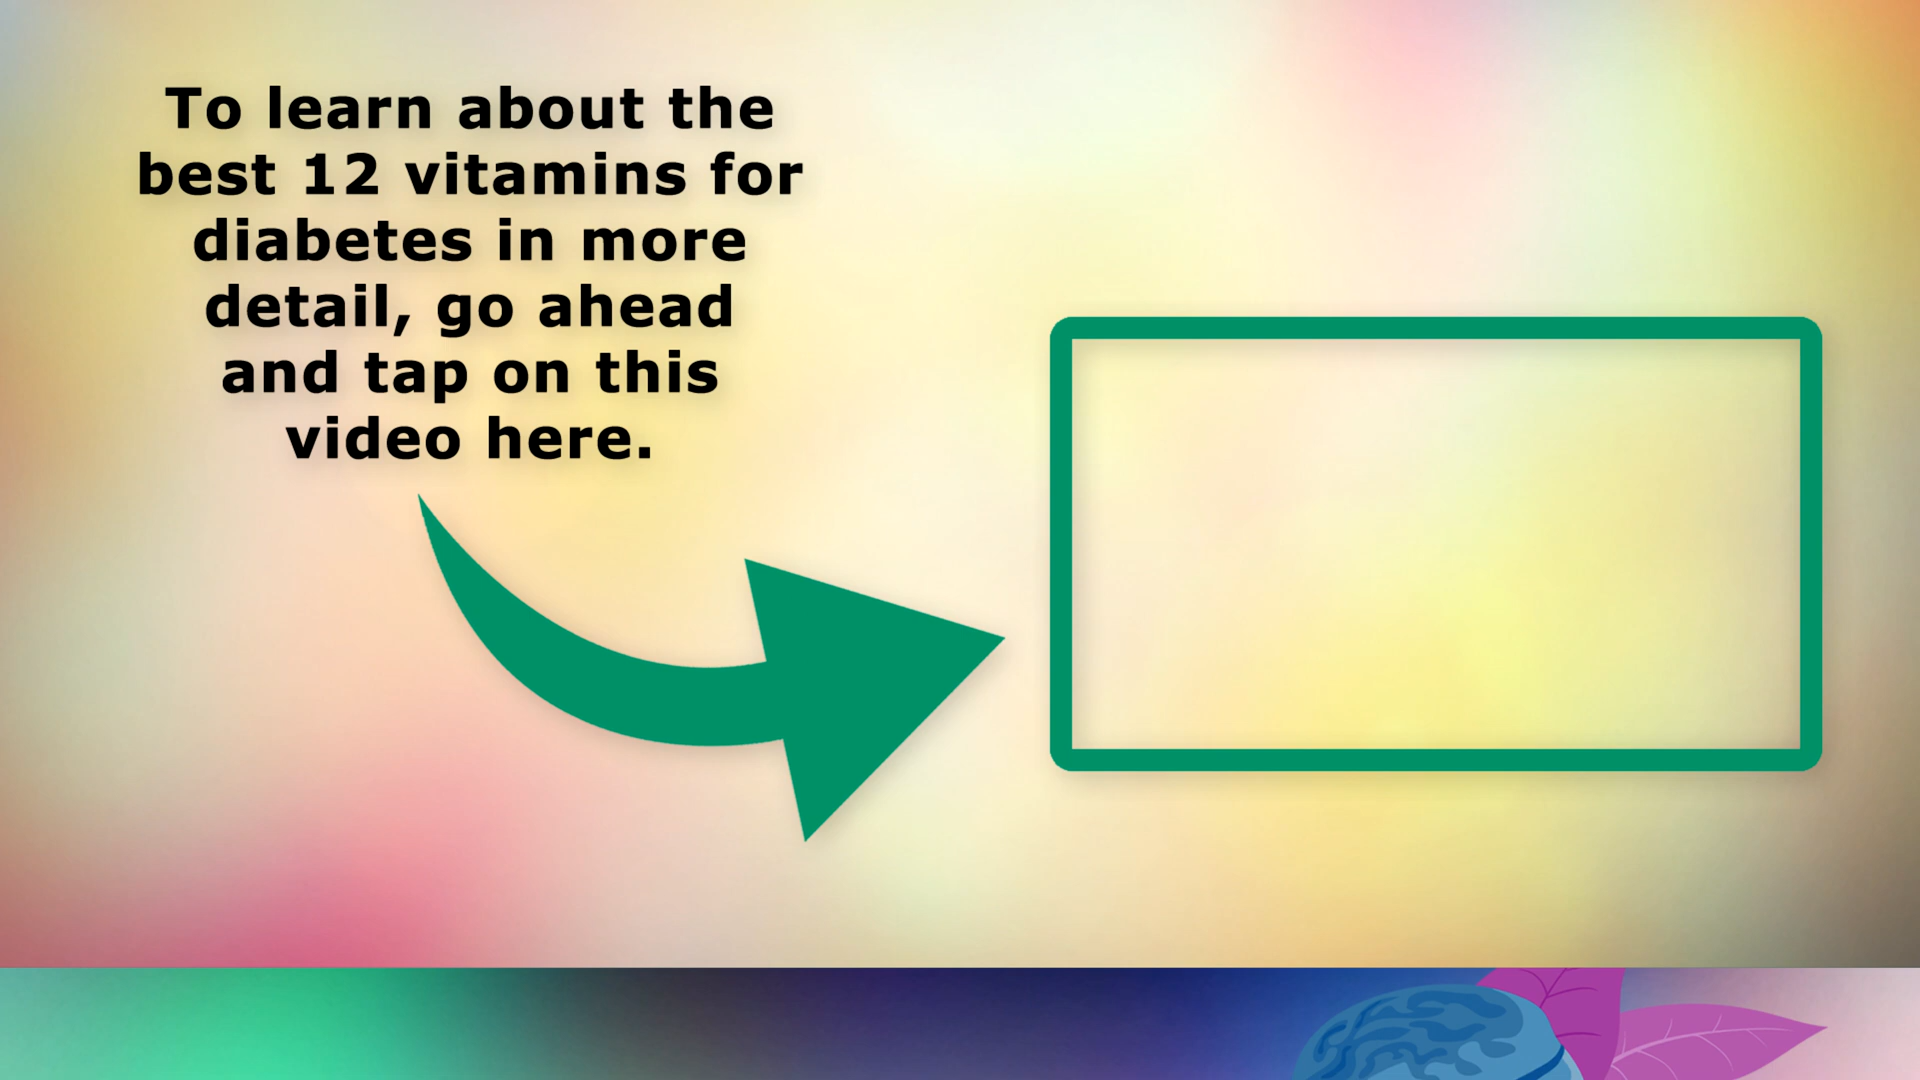 To learn about the
best 12 vitamins for
diabetes in more
detail, go ahead
and tap on this
video here.